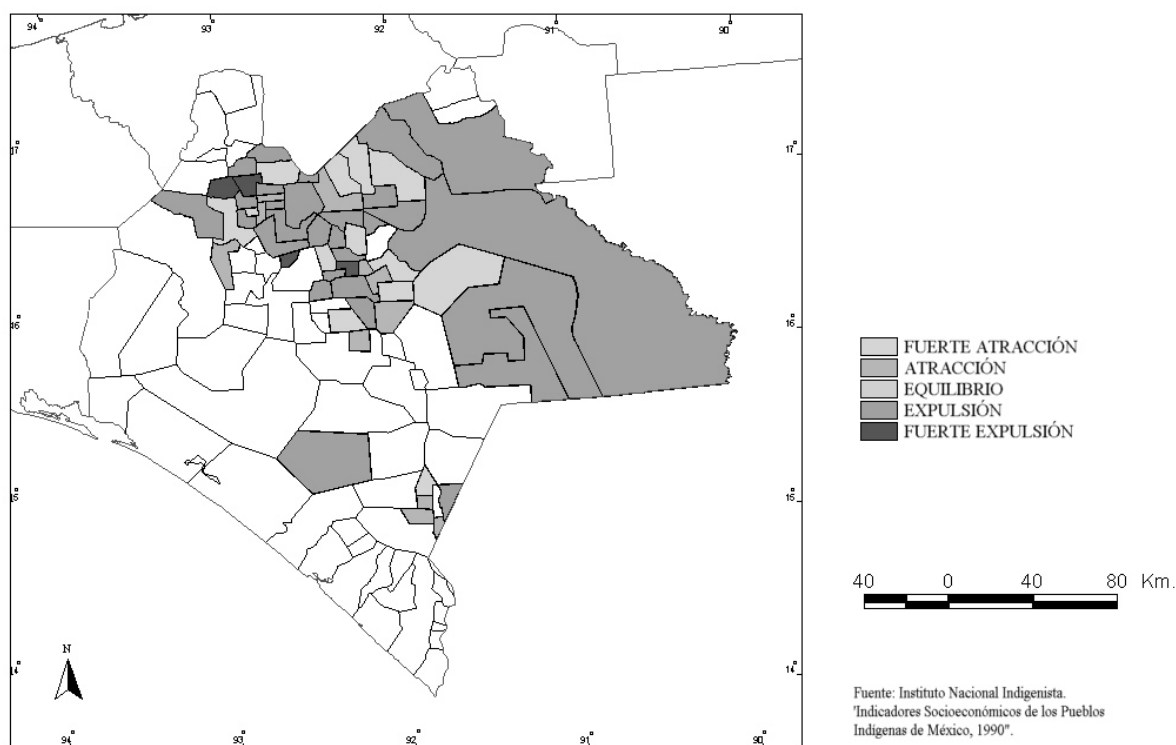 94° 93 92 91 90
17° 17°
16° 16°
15° 15°
14° 14°
94° 93° 92° 91° 90°
N
FUERTE ATRACCIÓN
ATRACCIÓN
EQUILIBRIO
EXPULSIÓN
FUERTE EXPULSIÓN
40 0 40 80 Km.
Fuente: Instituto Nacional Indigenista.
'Indicadores Socioeconómicos de los Pueblos
Indígenas de México, 1990".